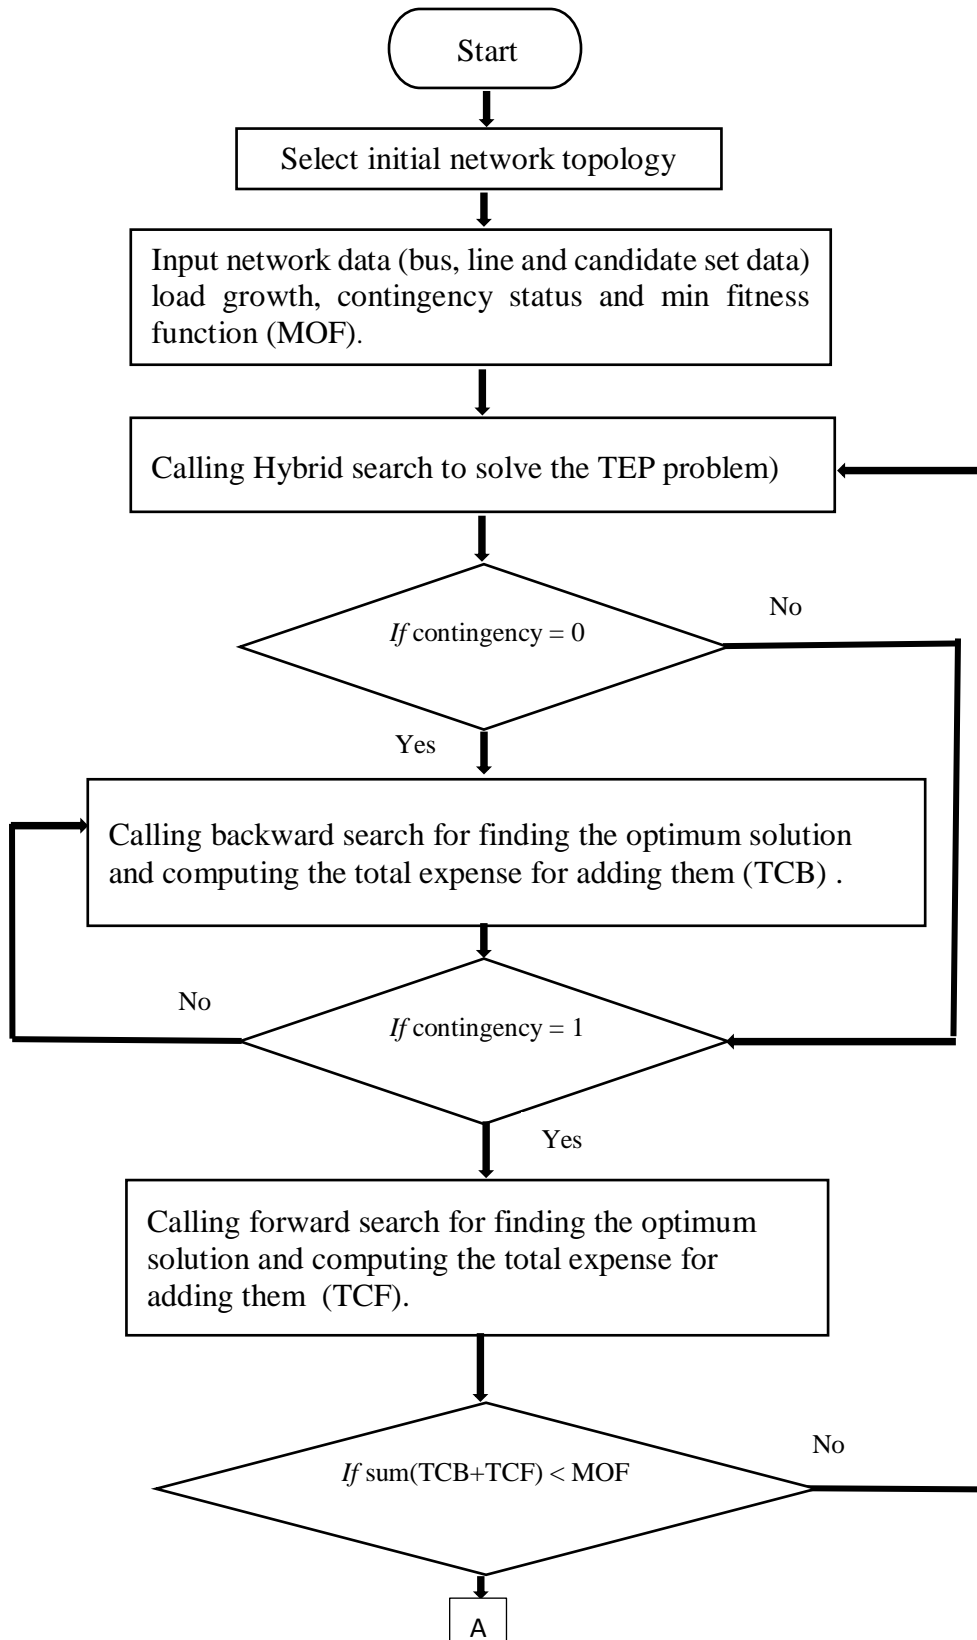 Start
Select initial network topology
Input network data (bus, line and candidate set data)
load growth, contingency status and min fitness
function (MOF).
Calling Hybrid search to solve the TEP problem)
If contingency = 0
No
Yes
Calling backward search for finding the optimum solution
and computing the total expense for adding them (TCB) .
No
If contingency = 1
Yes
Calling forward search for finding the optimum
solution and computing the total expense for
adding them (TCF).
If sum(TCB+TCF) < MOF
No
A